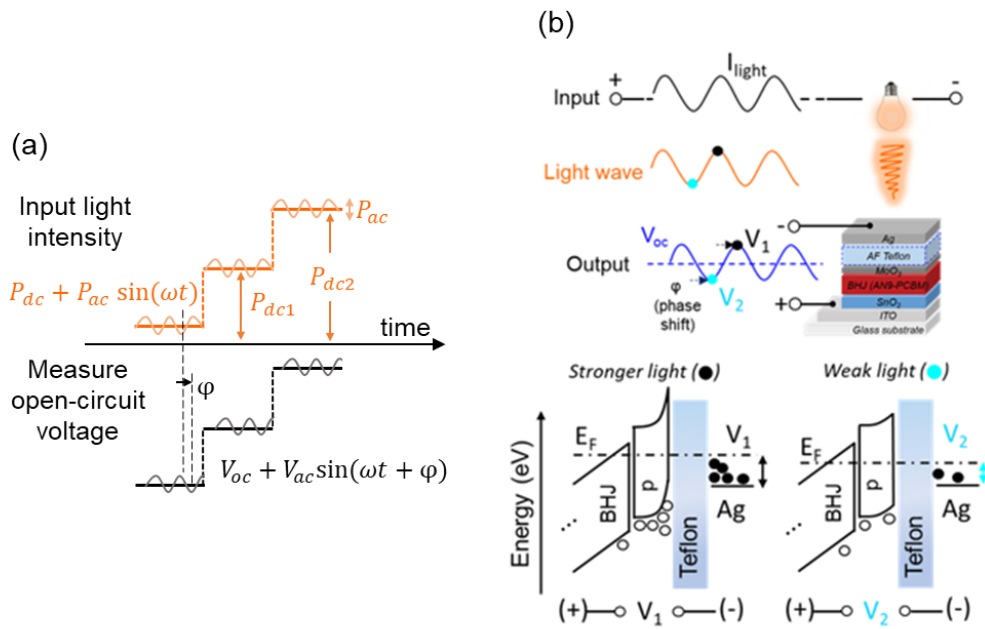 (a)
Input light
intensity
P_ac
P_dc + P_ac sin(ωt)
P_dc1
P_dc2
time
Measure
open-circuit
voltage
φ
V_oc + V_ac sin(ωt + φ)
(b)
I_light
Input
+
-
Light wave
V_oc
V_1
Output
φ
(phase
shift)
V_2
-
+
Ag
AF Teflon
MoO_3
BHJ (AN9-PCBM)
SnO_2
ITO
Glass substrate
Stronger light (●)
Weak light (●)
Energy (eV)
E_F
BHJ
p
Teflon
V_1
Ag
...
(+) V_1 (-)
E_F
BHJ
p
Teflon
V_2
Ag
...
(+) V_2 (-)